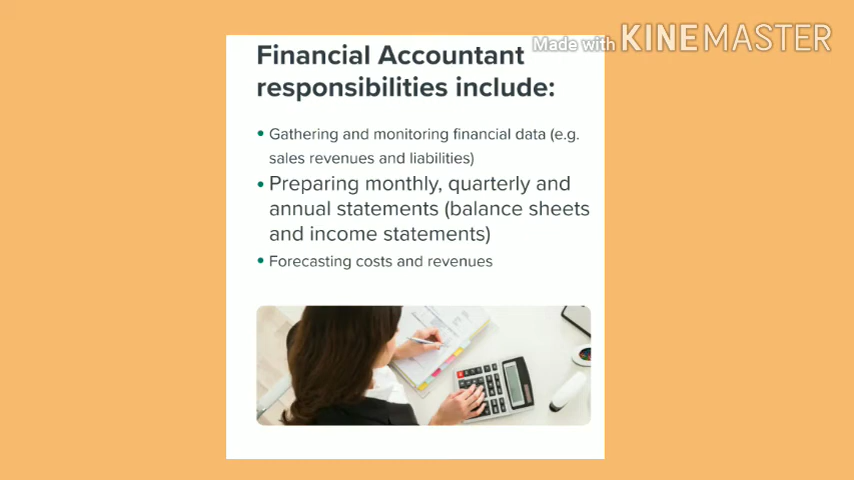 Made with KINEMASTER
Financial Accountant
responsibilities include:
• Gathering and monitoring financial data (e.g.
sales revenues and liabilities)
• Preparing monthly, quarterly and
annual statements (balance sheets
and income statements)
• Forecasting costs and revenues